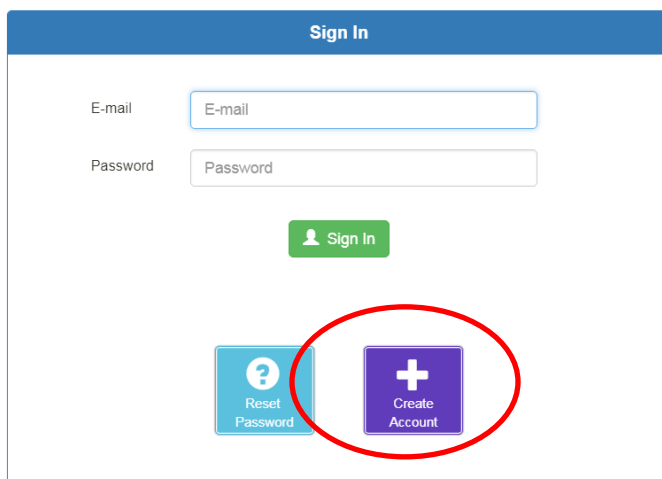 Sign In
E-mail
E-mail
Password
Password
Sign In
Reset
Password
Create
Account